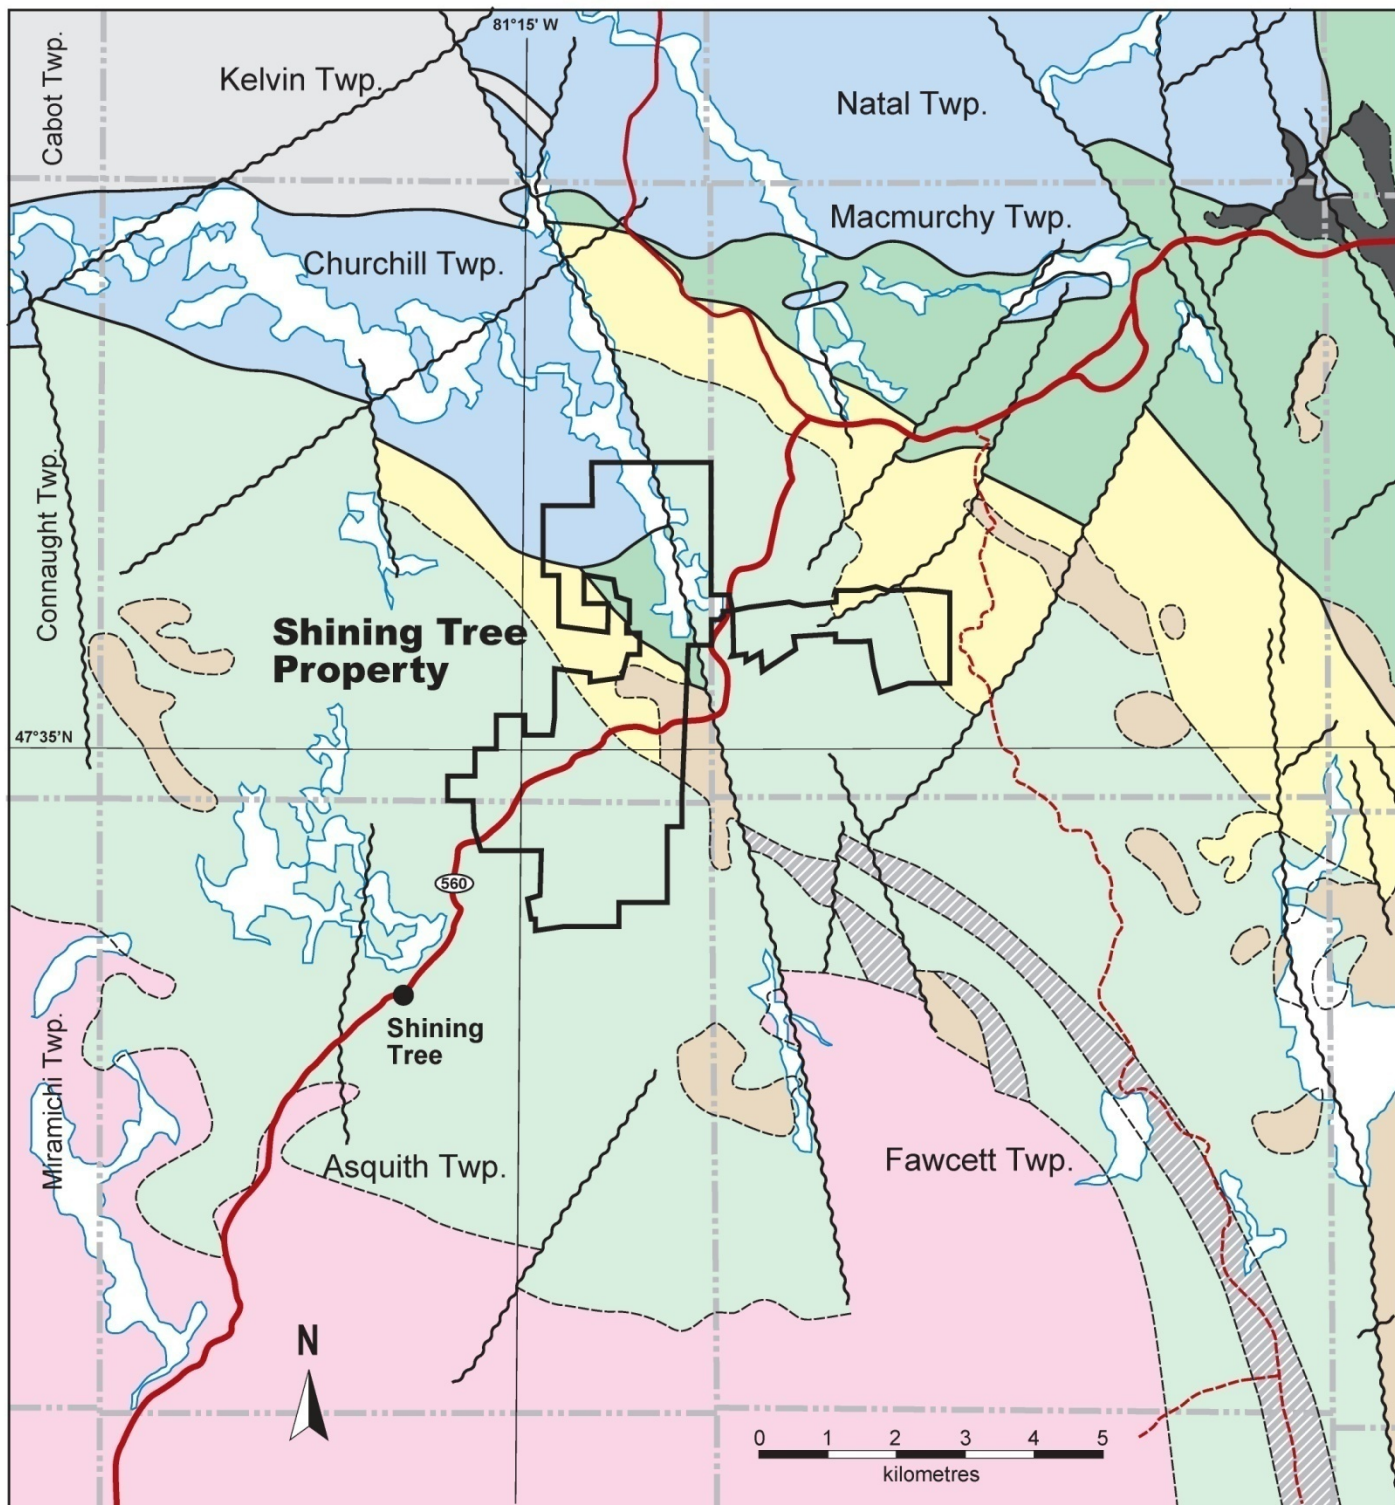 81°15' W
Cabot Twp.
Kelvin Twp.
Natal Twp.
Macmurchy Twp.
Churchill Twp.
Connaught Twp.
Shining Tree
Property
47°35'N
560
Shining
Tree
Miramichi Twp.
Asquith Twp.
Fawcett Twp.
N
0 1 2 3 4 5
kilometres